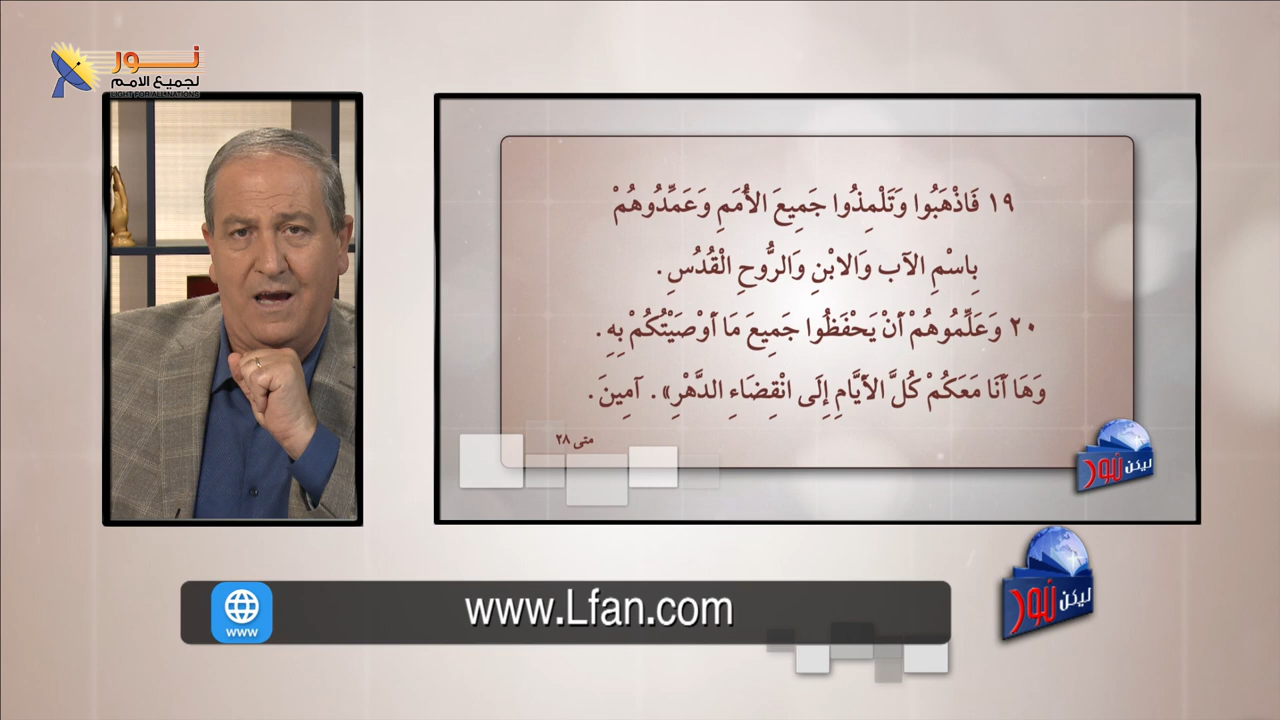 نور
لجميع الامم
LIGHT FOR ALL NATIONS
١٩ فَاذْهَبُوا وَتَلْمِذُوا جَمِيعَ الأُمَمِ وَعَمِّدُوهُمْ
بِاسْمِ الآب وَالابْنِ وَالرُّوحِ الْقُدُسِ.
٢٠ وَعَلِّمُوهُمْ أَنْ يَحْفَظُوا جَمِيعَ مَا أَوْصَيْتُكُمْ بِهِ.
وَهَا أَنَا مَعَكُمْ كُلَّ الأَيَّامِ إِلَى انْقِضَاءِ الدَّهْرِ». آمِينَ.
متى ٢٨
ليكن نور
ليكن نور
www
www.Lfan.com